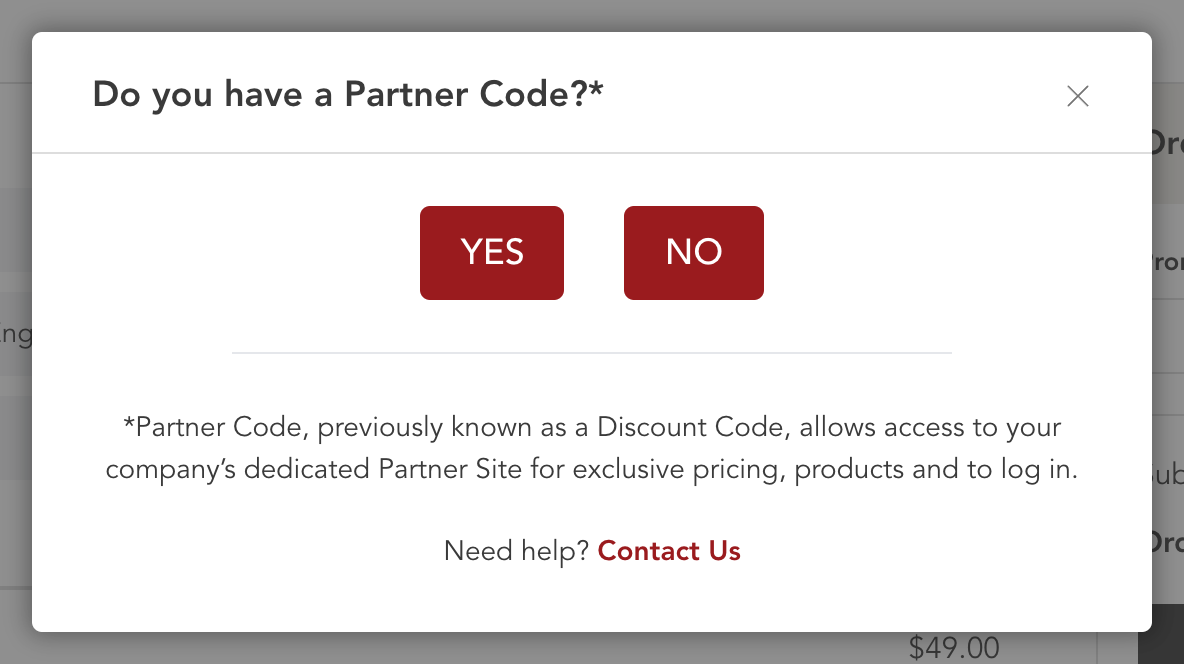 Do you have a Partner Code?*
YES
NO
*Partner Code, previously known as a Discount Code, allows access to your
company’s dedicated Partner Site for exclusive pricing, products and to log in.
Need help? Contact Us
$49.00